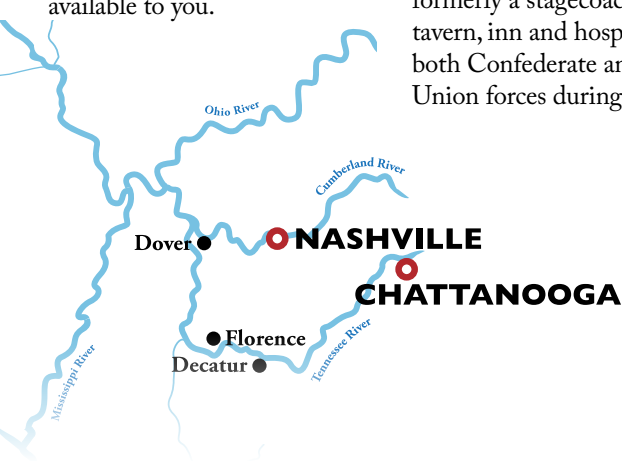 available to you.
formerly a stagecoac
tavern, inn and hosp
both Confederate an
Union forces during
Ohio River
Cumberland River
Dover
NASHVILLE
CHATTANOOGA
Florence
Decatur
Tennessee River
Mississippi River